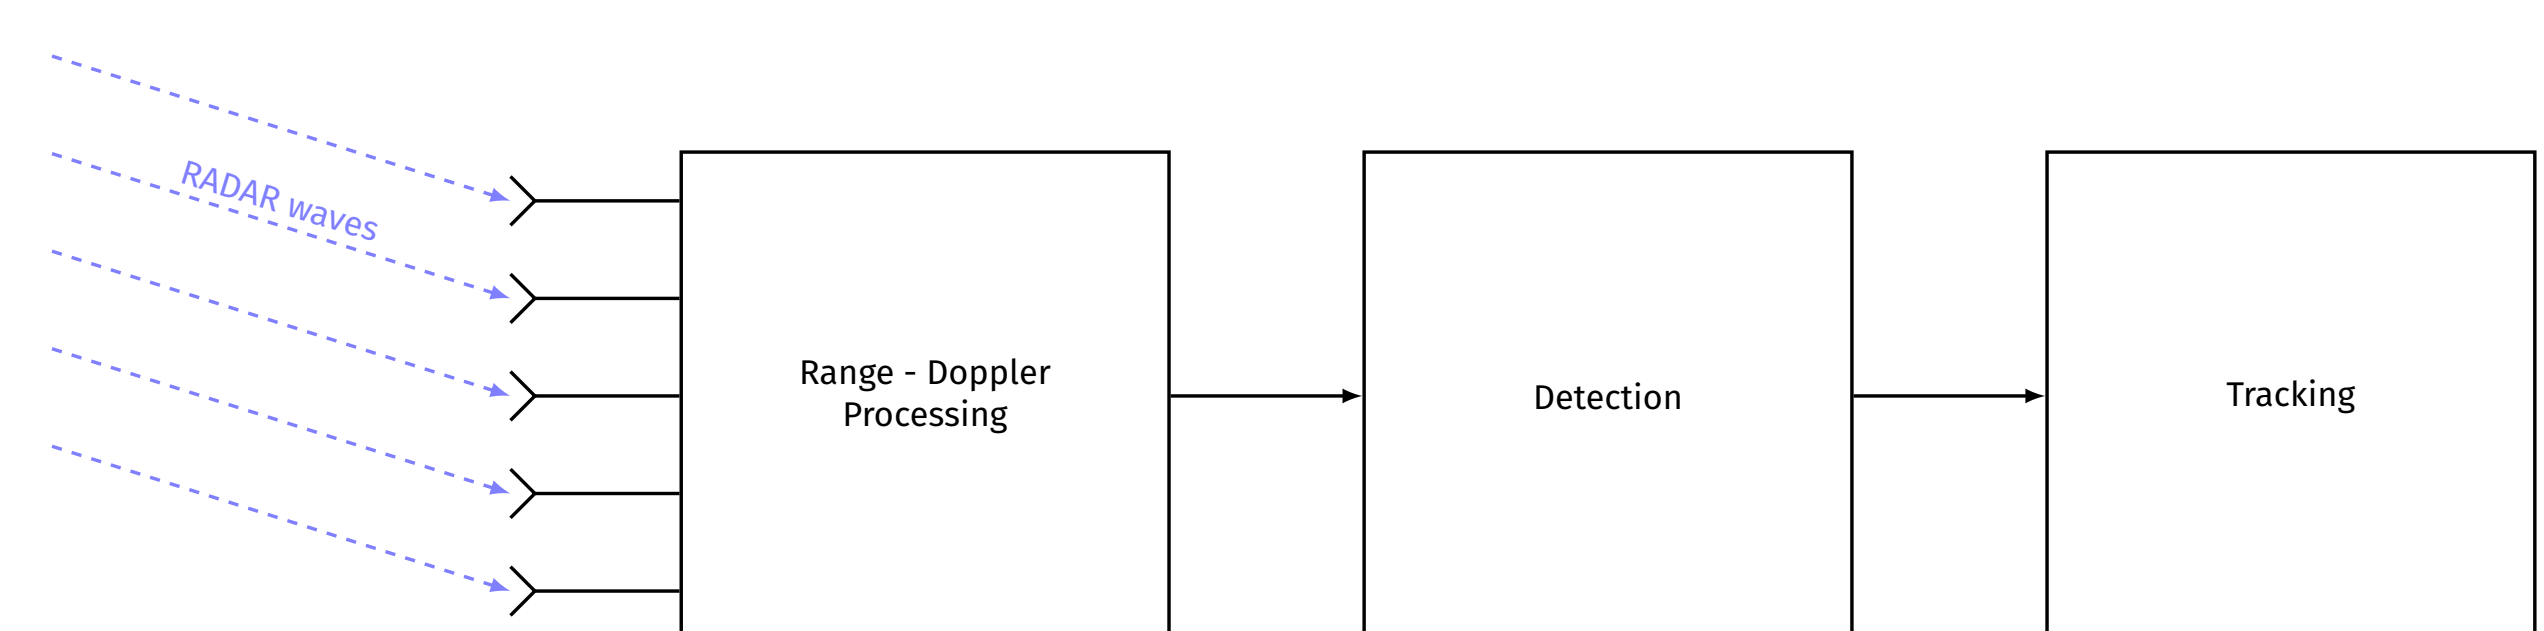 RADAR waves
Range - Doppler
Processing
Detection
Tracking